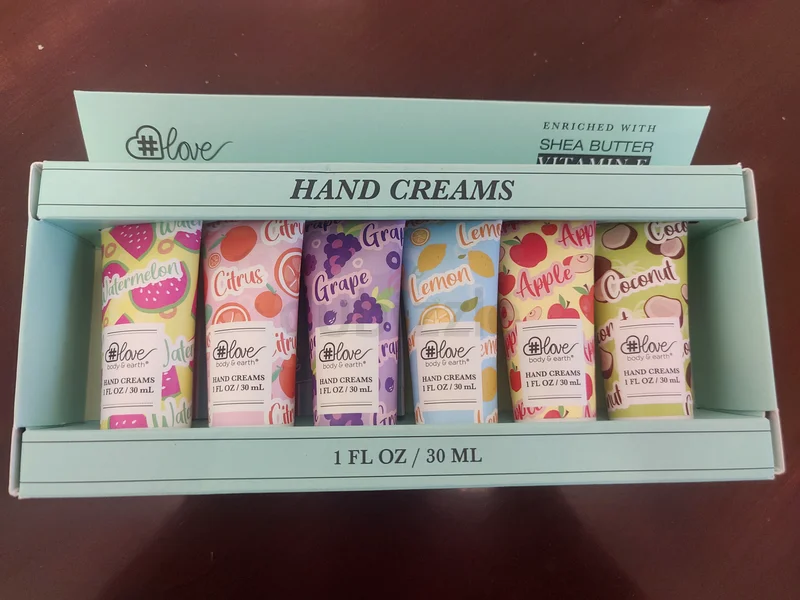 #love
ENRICHED WITH
SHEA BUTTER
VITAMIN E
HAND CREAMS
Watermelon
#love
body & earth®
HAND CREAMS
1 FL OZ / 30 mL
Citrus
#love
body & earth®
HAND CREAMS
1 FL OZ / 30 mL
Grape
#love
body & earth®
HAND CREAMS
1 FL OZ / 30 mL
Lemon
#love
body & earth®
HAND CREAMS
1 FL OZ / 30 mL
Apple
#love
body & earth®
HAND CREAMS
1 FL OZ / 30 mL
Coconut
#love
body & earth®
HAND CREAMS
1 FL OZ / 30 mL
1 FL OZ / 30 ML